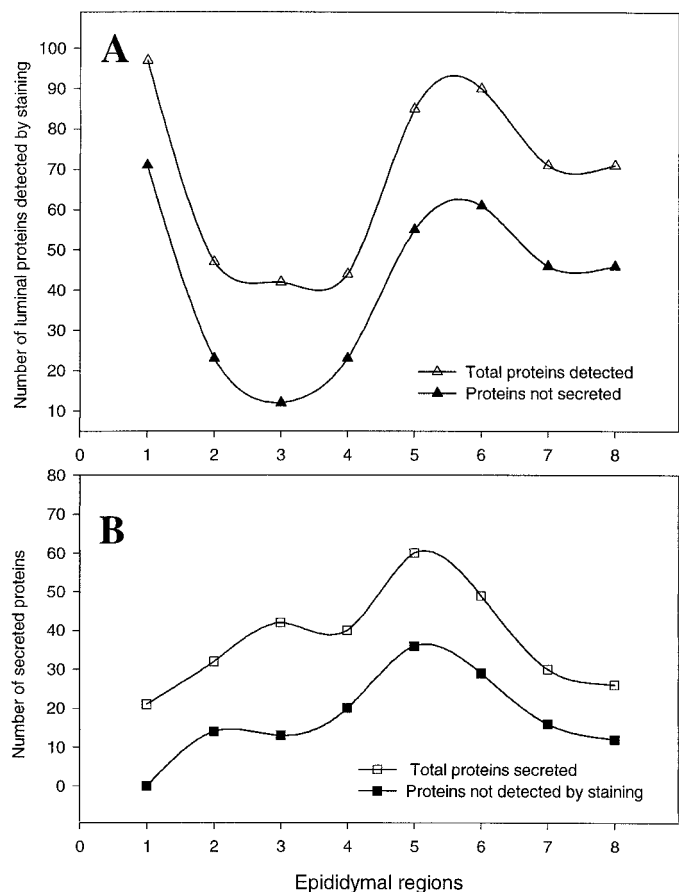 A
Number of luminal proteins detected by staining
100
90
80
70
60
50
40
30
20
10
Total proteins detected
Proteins not secreted
0 1 2 3 4 5 6 7 8
B
Number of secreted proteins
80
70
60
50
40
30
20
10
0
Total proteins secreted
Proteins not detected by staining
0 1 2 3 4 5 6 7 8
Epididymal regions